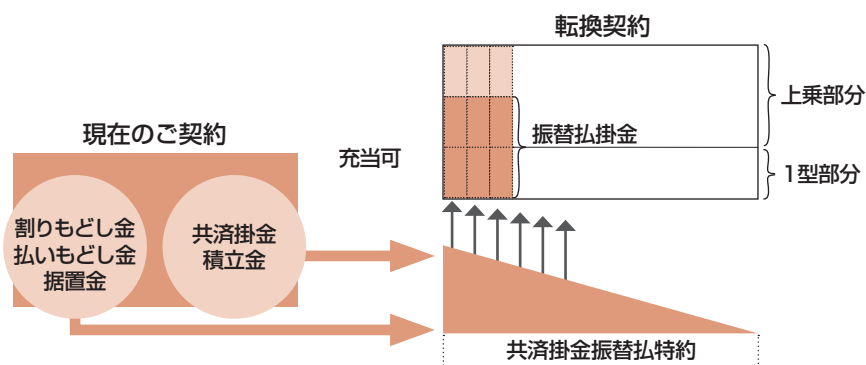 転換契約
上乗部分
振替払掛金
1型部分
現在のご契約
充当可
割りもどし金
払いもどし金
据置金
共済掛金
積立金
共済掛金振替払特約